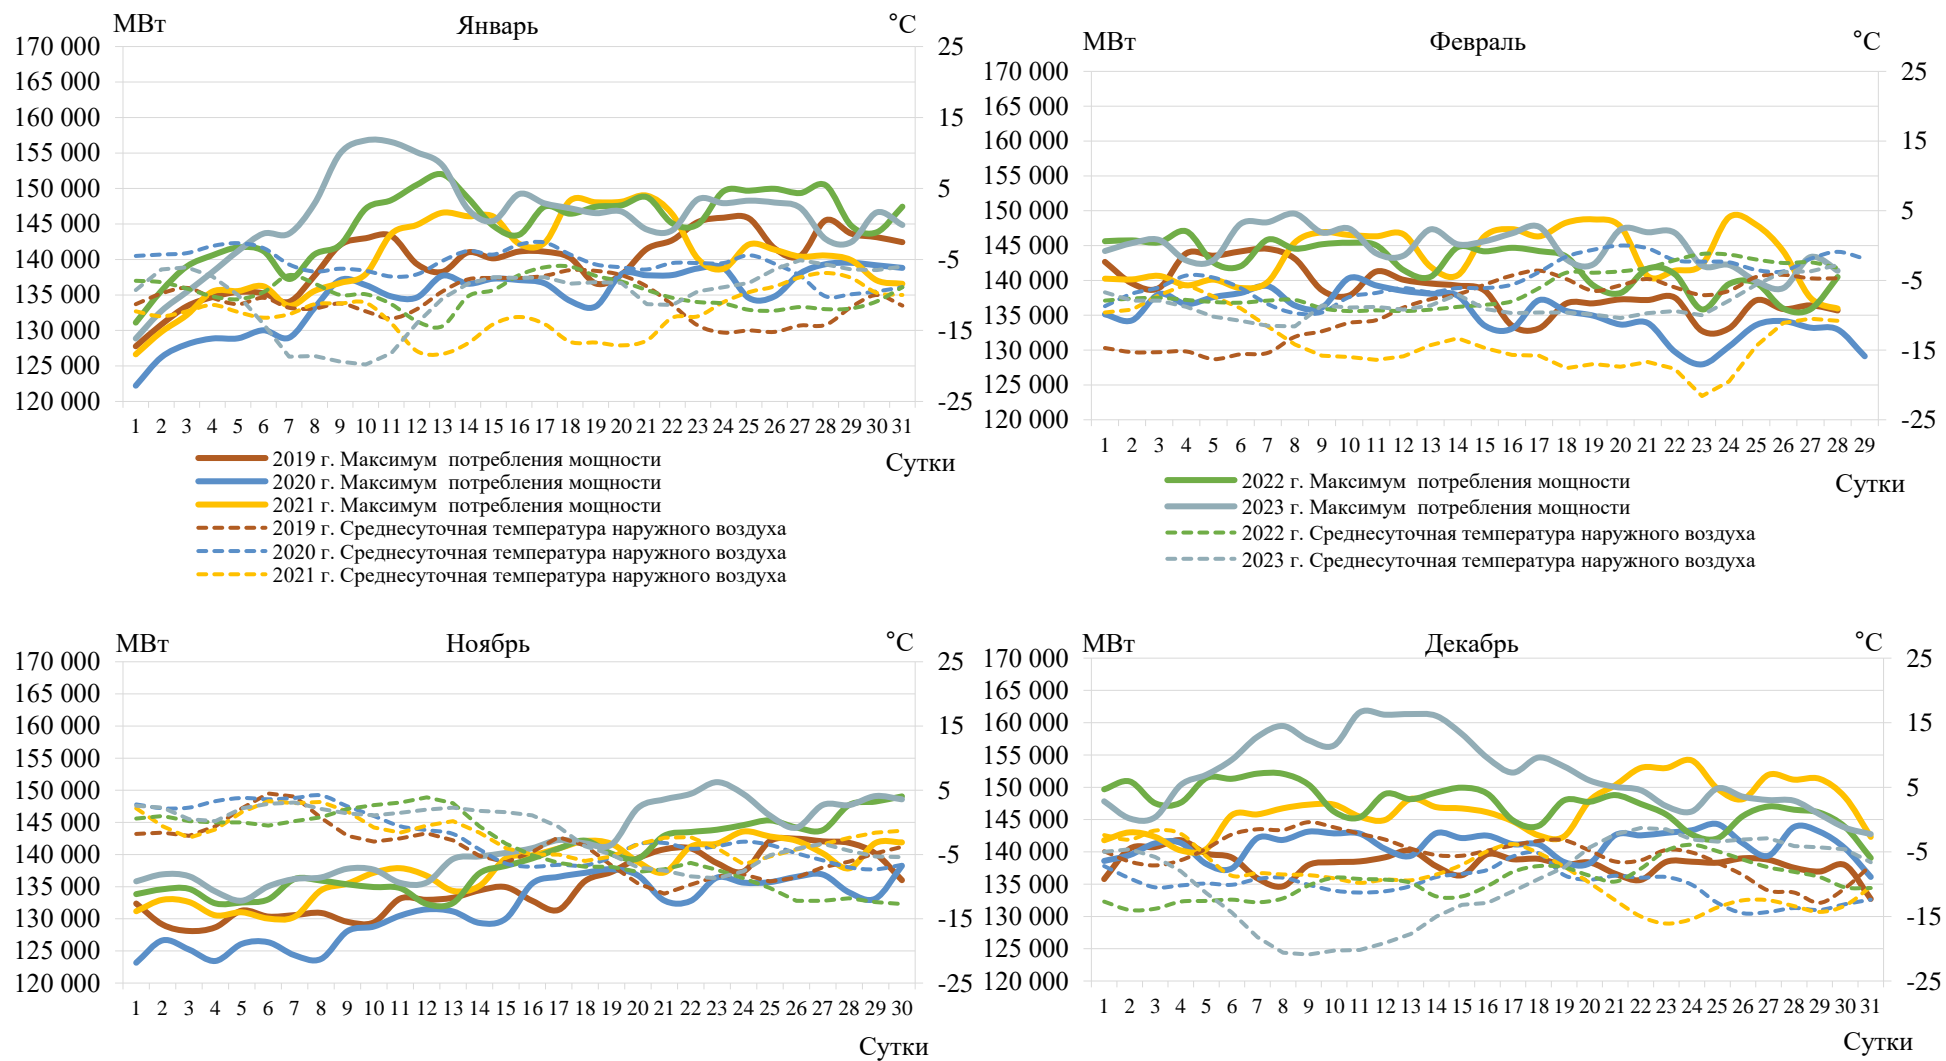 МВт
Январь
°С
170 000
165 000
160 000
155 000
150 000
145 000
140 000
135 000
130 000
125 000
120 000
25
15
5
-5
-15
-25
1 2 3 4 5 6 7 8 9 10 11 12 13 14 15 16 17 18 19 20 21 22 23 24 25 26 27 28 29 30 31
Сутки
2019 г. Максимум потребления мощности
2020 г. Максимум потребления мощности
2021 г. Максимум потребления мощности
2019 г. Среднесуточная температура наружного воздуха
2020 г. Среднесуточная температура наружного воздуха
2021 г. Среднесуточная температура наружного воздуха
МВт
Февраль
°С
170 000
165 000
160 000
155 000
150 000
145 000
140 000
135 000
130 000
125 000
120 000
25
15
5
-5
-15
-25
1 2 3 4 5 6 7 8 9 10 11 12 13 14 15 16 17 18 19 20 21 22 23 24 25 26 27 28 29
Сутки
2022 г. Максимум потребления мощности
2023 г. Максимум потребления мощности
2022 г. Среднесуточная температура наружного воздуха
2023 г. Среднесуточная температура наружного воздуха
МВт
Ноябрь
°С
170 000
165 000
160 000
155 000
150 000
145 000
140 000
135 000
130 000
125 000
120 000
25
15
5
-5
-15
-25
1 2 3 4 5 6 7 8 9 10 11 12 13 14 15 16 17 18 19 20 21 22 23 24 25 26 27 28 29 30
Сутки
МВт
Декабрь
°С
170 000
165 000
160 000
155 000
150 000
145 000
140 000
135 000
130 000
125 000
120 000
25
15
5
-5
-15
-25
1 2 3 4 5 6 7 8 9 10 11 12 13 14 15 16 17 18 19 20 21 22 23 24 25 26 27 28 29 30 31
Сутки